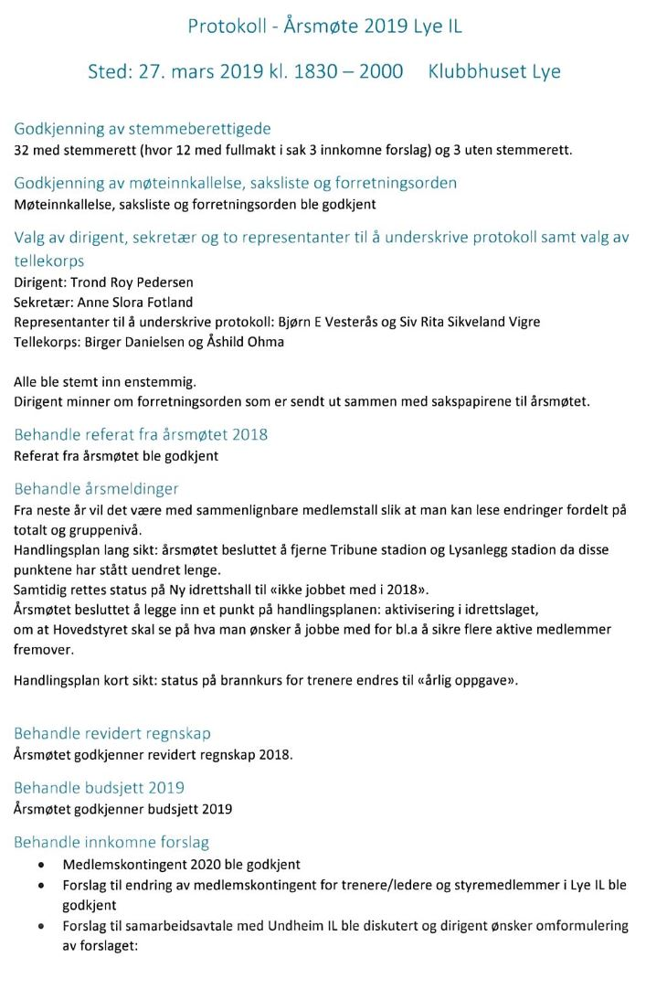 Protokoll - Årsmøte 2019 Lye IL
Sted: 27. mars 2019 kl. 1830 – 2000 Klubbhuset Lye
Godkjenning av stemmeberettigede
32 med stemmerett (hvor 12 med fullmakt i sak 3 innkomne forslag) og 3 uten stemmerett.
Godkjenning av møteinnkallelse, saksliste og forretningsorden
Møteinnkallelse, saksliste og forretningsorden ble godkjent
Valg av dirigent, sekretær og to representanter til å underskrive protokoll samt valg av
tellekorps
Dirigent: Trond Roy Pedersen
Sekretær: Anne Slora Fotland
Representanter til å underskrive protokoll: Bjørn E Vesterås og Siv Rita Sikveland Vigre
Tellekorps: Birger Danielsen og Åshild Ohma
Alle ble stemt inn enstemmig.
Dirigent minner om forretningsorden som er sendt ut sammen med sakspapirene til årsmøtet.
Behandle referat fra årsmøtet 2018
Referat fra årsmøtet ble godkjent
Behandle årsmeldinger
Fra neste år vil det være med sammenlignbare medlemstall slik at man kan lese endringer fordelt på
totalt og gruppenivå.
Handlingsplan lang sikt: årsmøtet besluttet å fjerne Tribune stadion og Lysanlegg stadion da disse
punktene har stått uendret lenge.
Samtidig rettes status på Ny idrettshall til «ikke jobbet med i 2018».
Årsmøtet besluttet å legge inn et punkt på handlingsplanen: aktivisering i idrettslaget,
om at Hovedstyret skal se på hva man ønsker å jobbe med for bl.a å sikre flere aktive medlemmer
fremover.
Handlingsplan kort sikt: status på brannkurs for trenere endres til «årlig oppgave».
Behandle revidert regnskap
Årsmøtet godkjenner revidert regnskap 2018.
Behandle budsjett 2019
Årsmøtet godkjenner budsjett 2019
Behandle innkomne forslag
• Medlemskontingent 2020 ble godkjent
• Forslag til endring av medlemskontingent for trenere/ledere og styremedlemmer i Lye IL ble
godkjent
• Forslag til samarbeidsavtale med Undheim IL ble diskutert og dirigent ønsker omformulering
av forslaget: